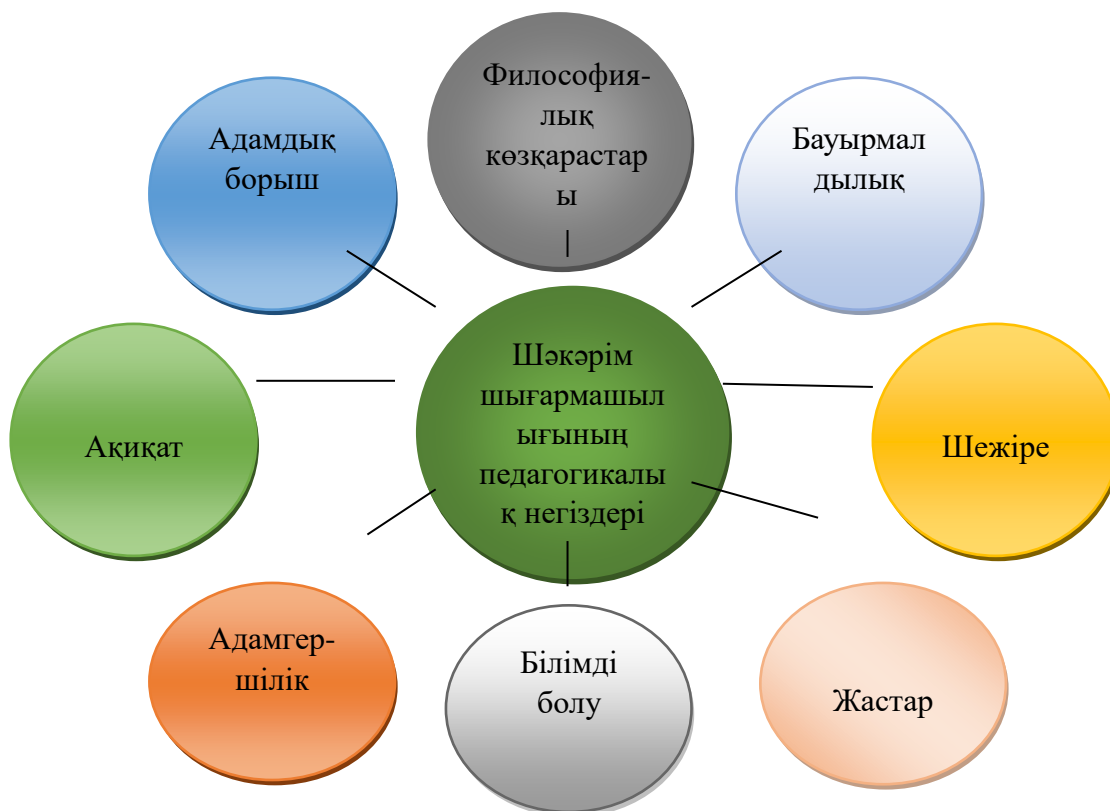 Философия-
лық
көзқарастар
ы
Адамдық
борыш
Бауырмал
дылық
Шәкәрім
шығармашыл
ығының
педагогикалы
қ негіздері
Ақиқат
Шежіре
Адамгер-
шілік
Білімді
болу
Жастар